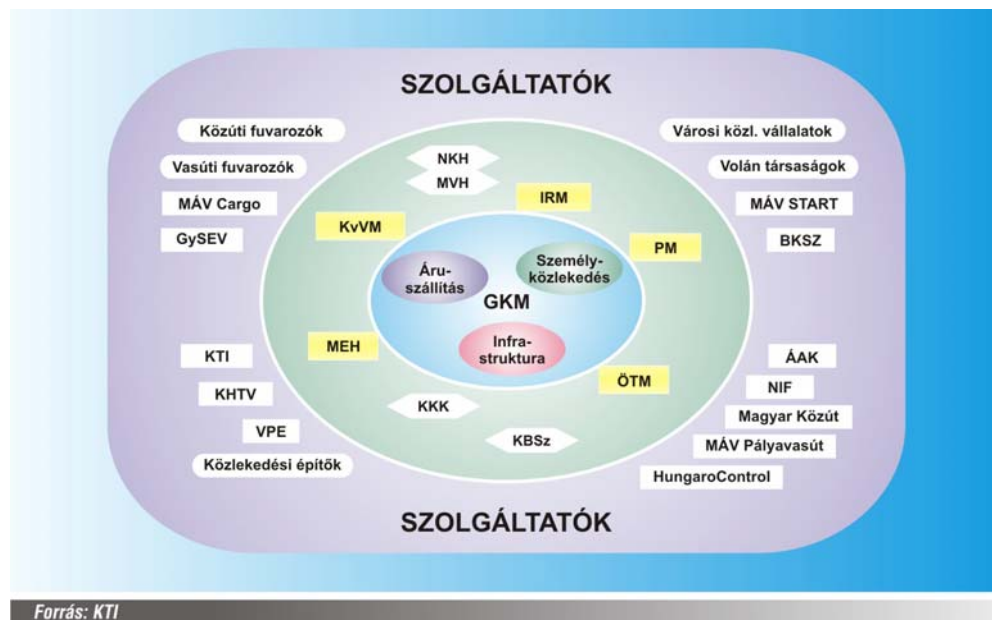 SZOLGÁLTATÓK
Közúti fuvarozók
Vasúti fuvarozók
MÁV Cargo
GySEV
Városi közl. vállalatok
Volán társaságok
MÁV START
BKSZ
NKH
MVH
IRM
KvVM
PM
Áru-
szállítás
Személy-
közlekedés
GKM
Infra-
struktura
MEH
ÖTM
KKK
KBSz
KTI
KHTV
VPE
Közlekedési építők
ÁAK
NIF
Magyar Közút
MÁV Pályavasút
HungaroControl
SZOLGÁLTATÓK
Forrás: KTI